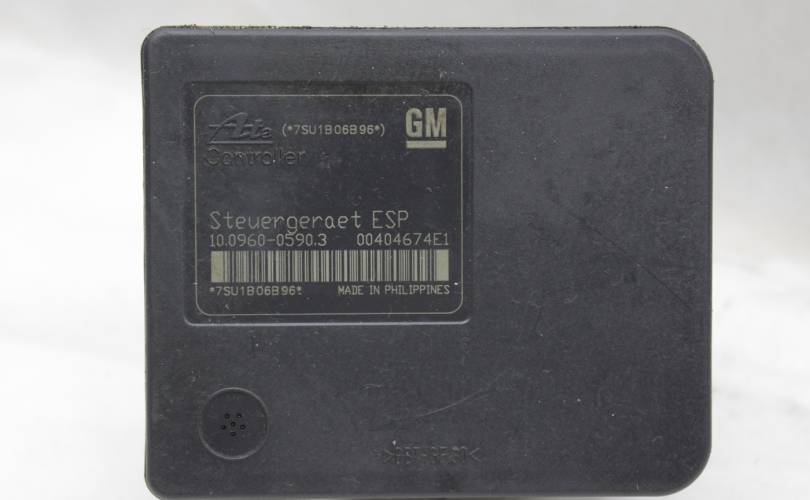 Ate (*7SU1B06B96*) GM
Controller
Steuergeraet ESP
10.0960-0590.3 00404674E1
*7SU1B06B96* MADE IN PHILIPPINES